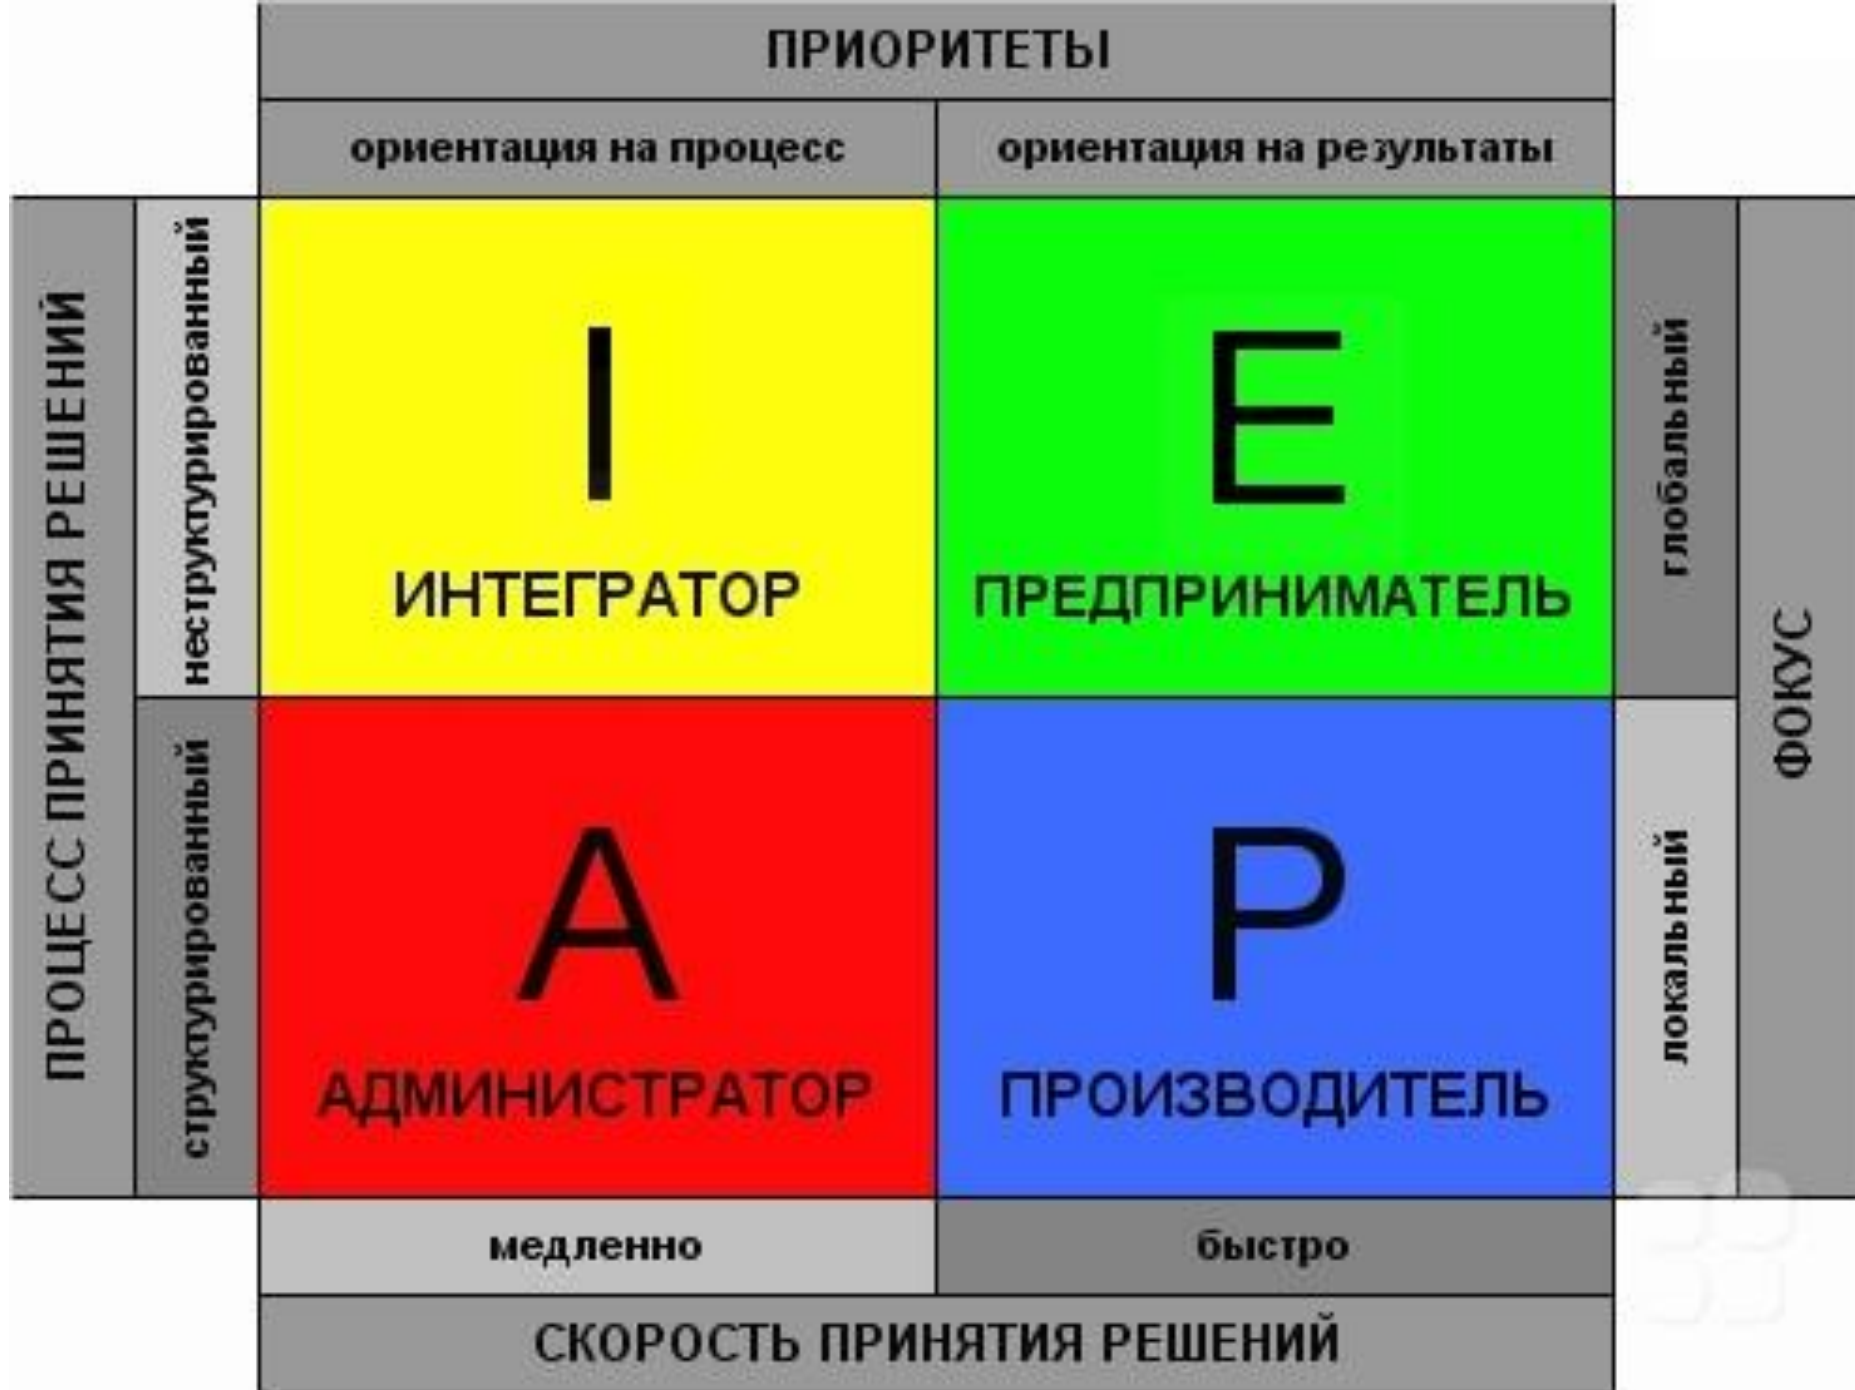 ПРИОРИТЕТЫ
ориентация на процесс
ориентация на результаты
ПРОЦЕСС ПРИНЯТИЯ РЕШЕНИЙ
неструктурированный
I
ИНТЕГРАТОР
E
ПРЕДПРИНИМАТЕЛЬ
глобальный
ФОКУС
структурированный
A
АДМИНИСТРАТОР
P
ПРОИЗВОДИТЕЛЬ
локальный
медленно
быстро
СКОРОСТЬ ПРИНЯТИЯ РЕШЕНИЙ